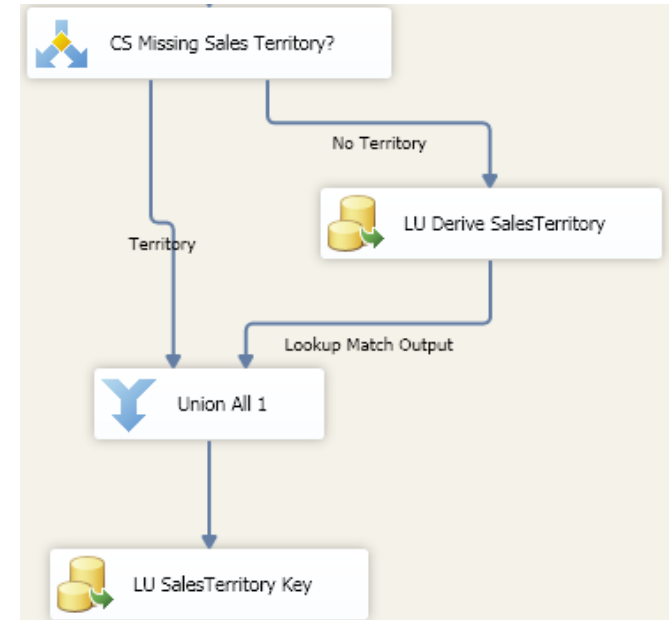 CS Missing Sales Territory?
No Territory
LU Derive SalesTerritory
Territory
Lookup Match Output
Union All 1
LU SalesTerritory Key